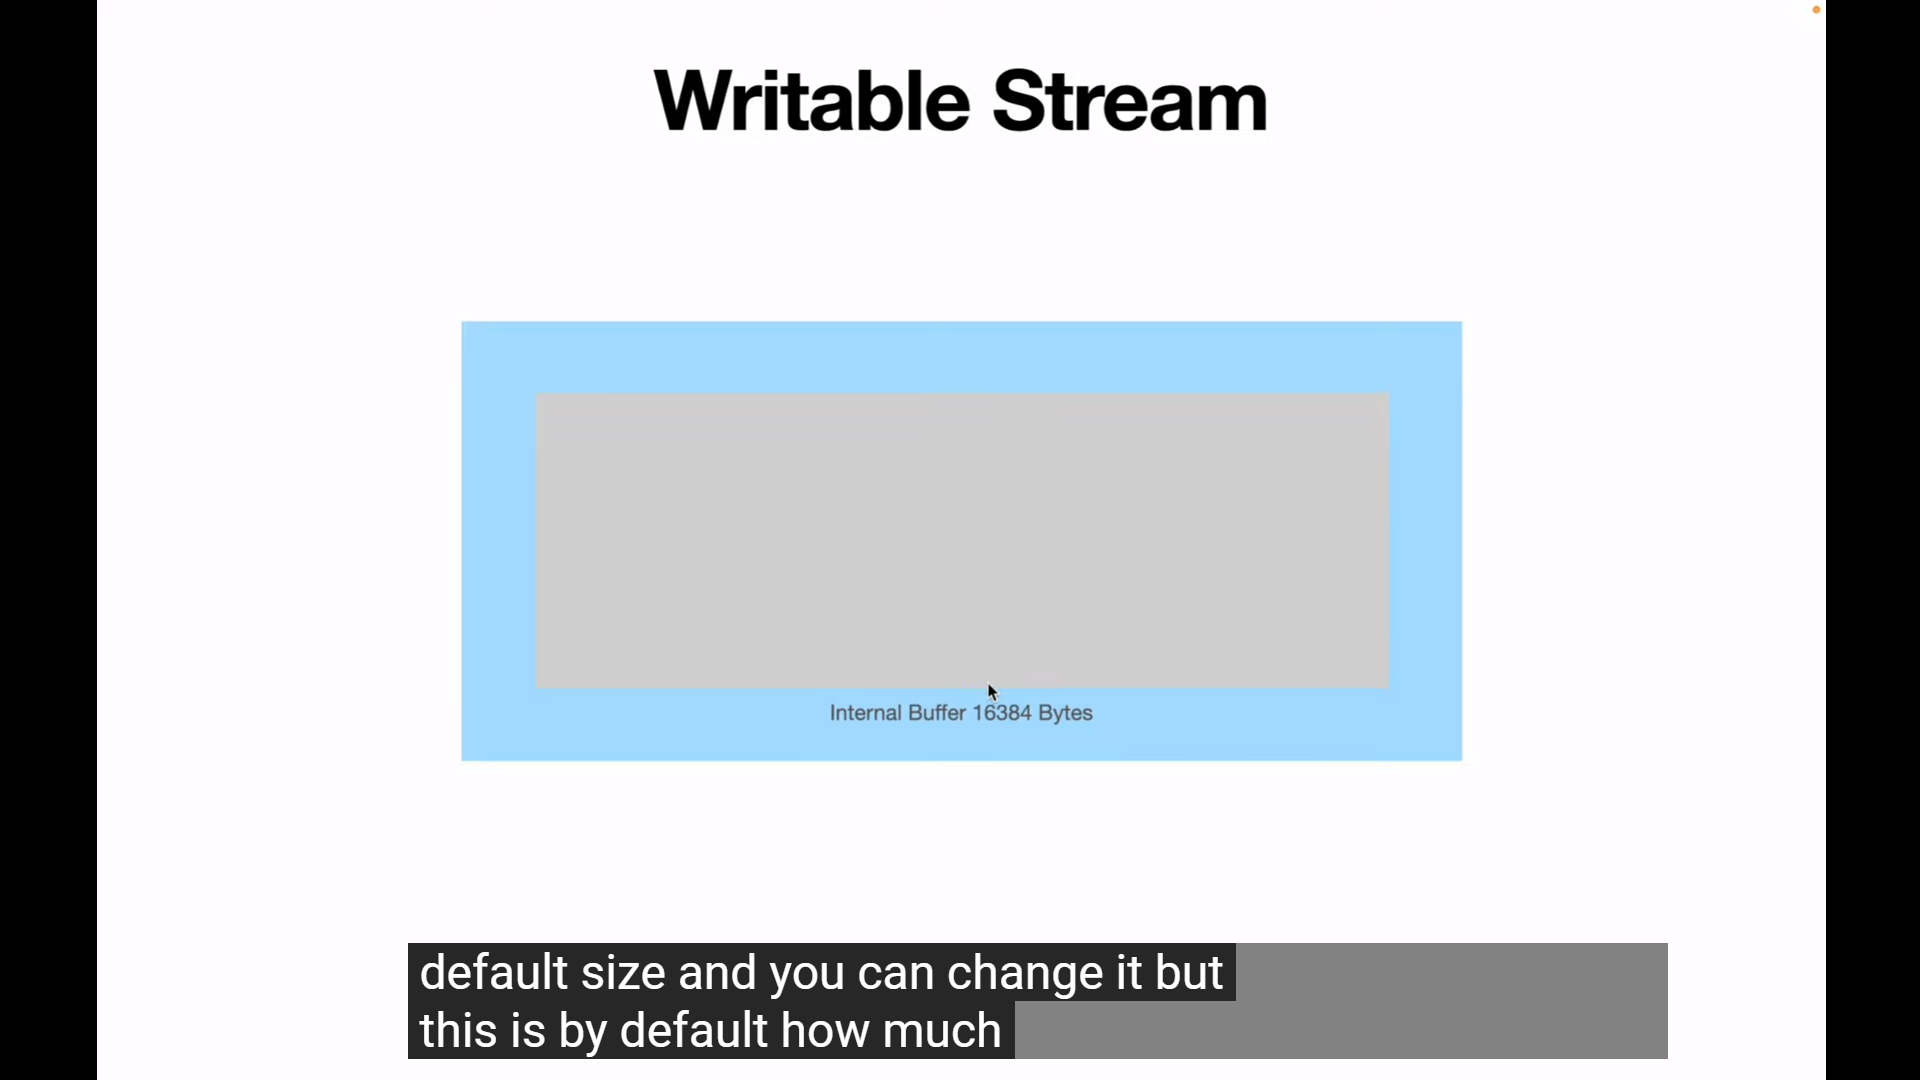 Writable Stream
Internal Buffer 16384 Bytes
default size and you can change it but
this is by default how much